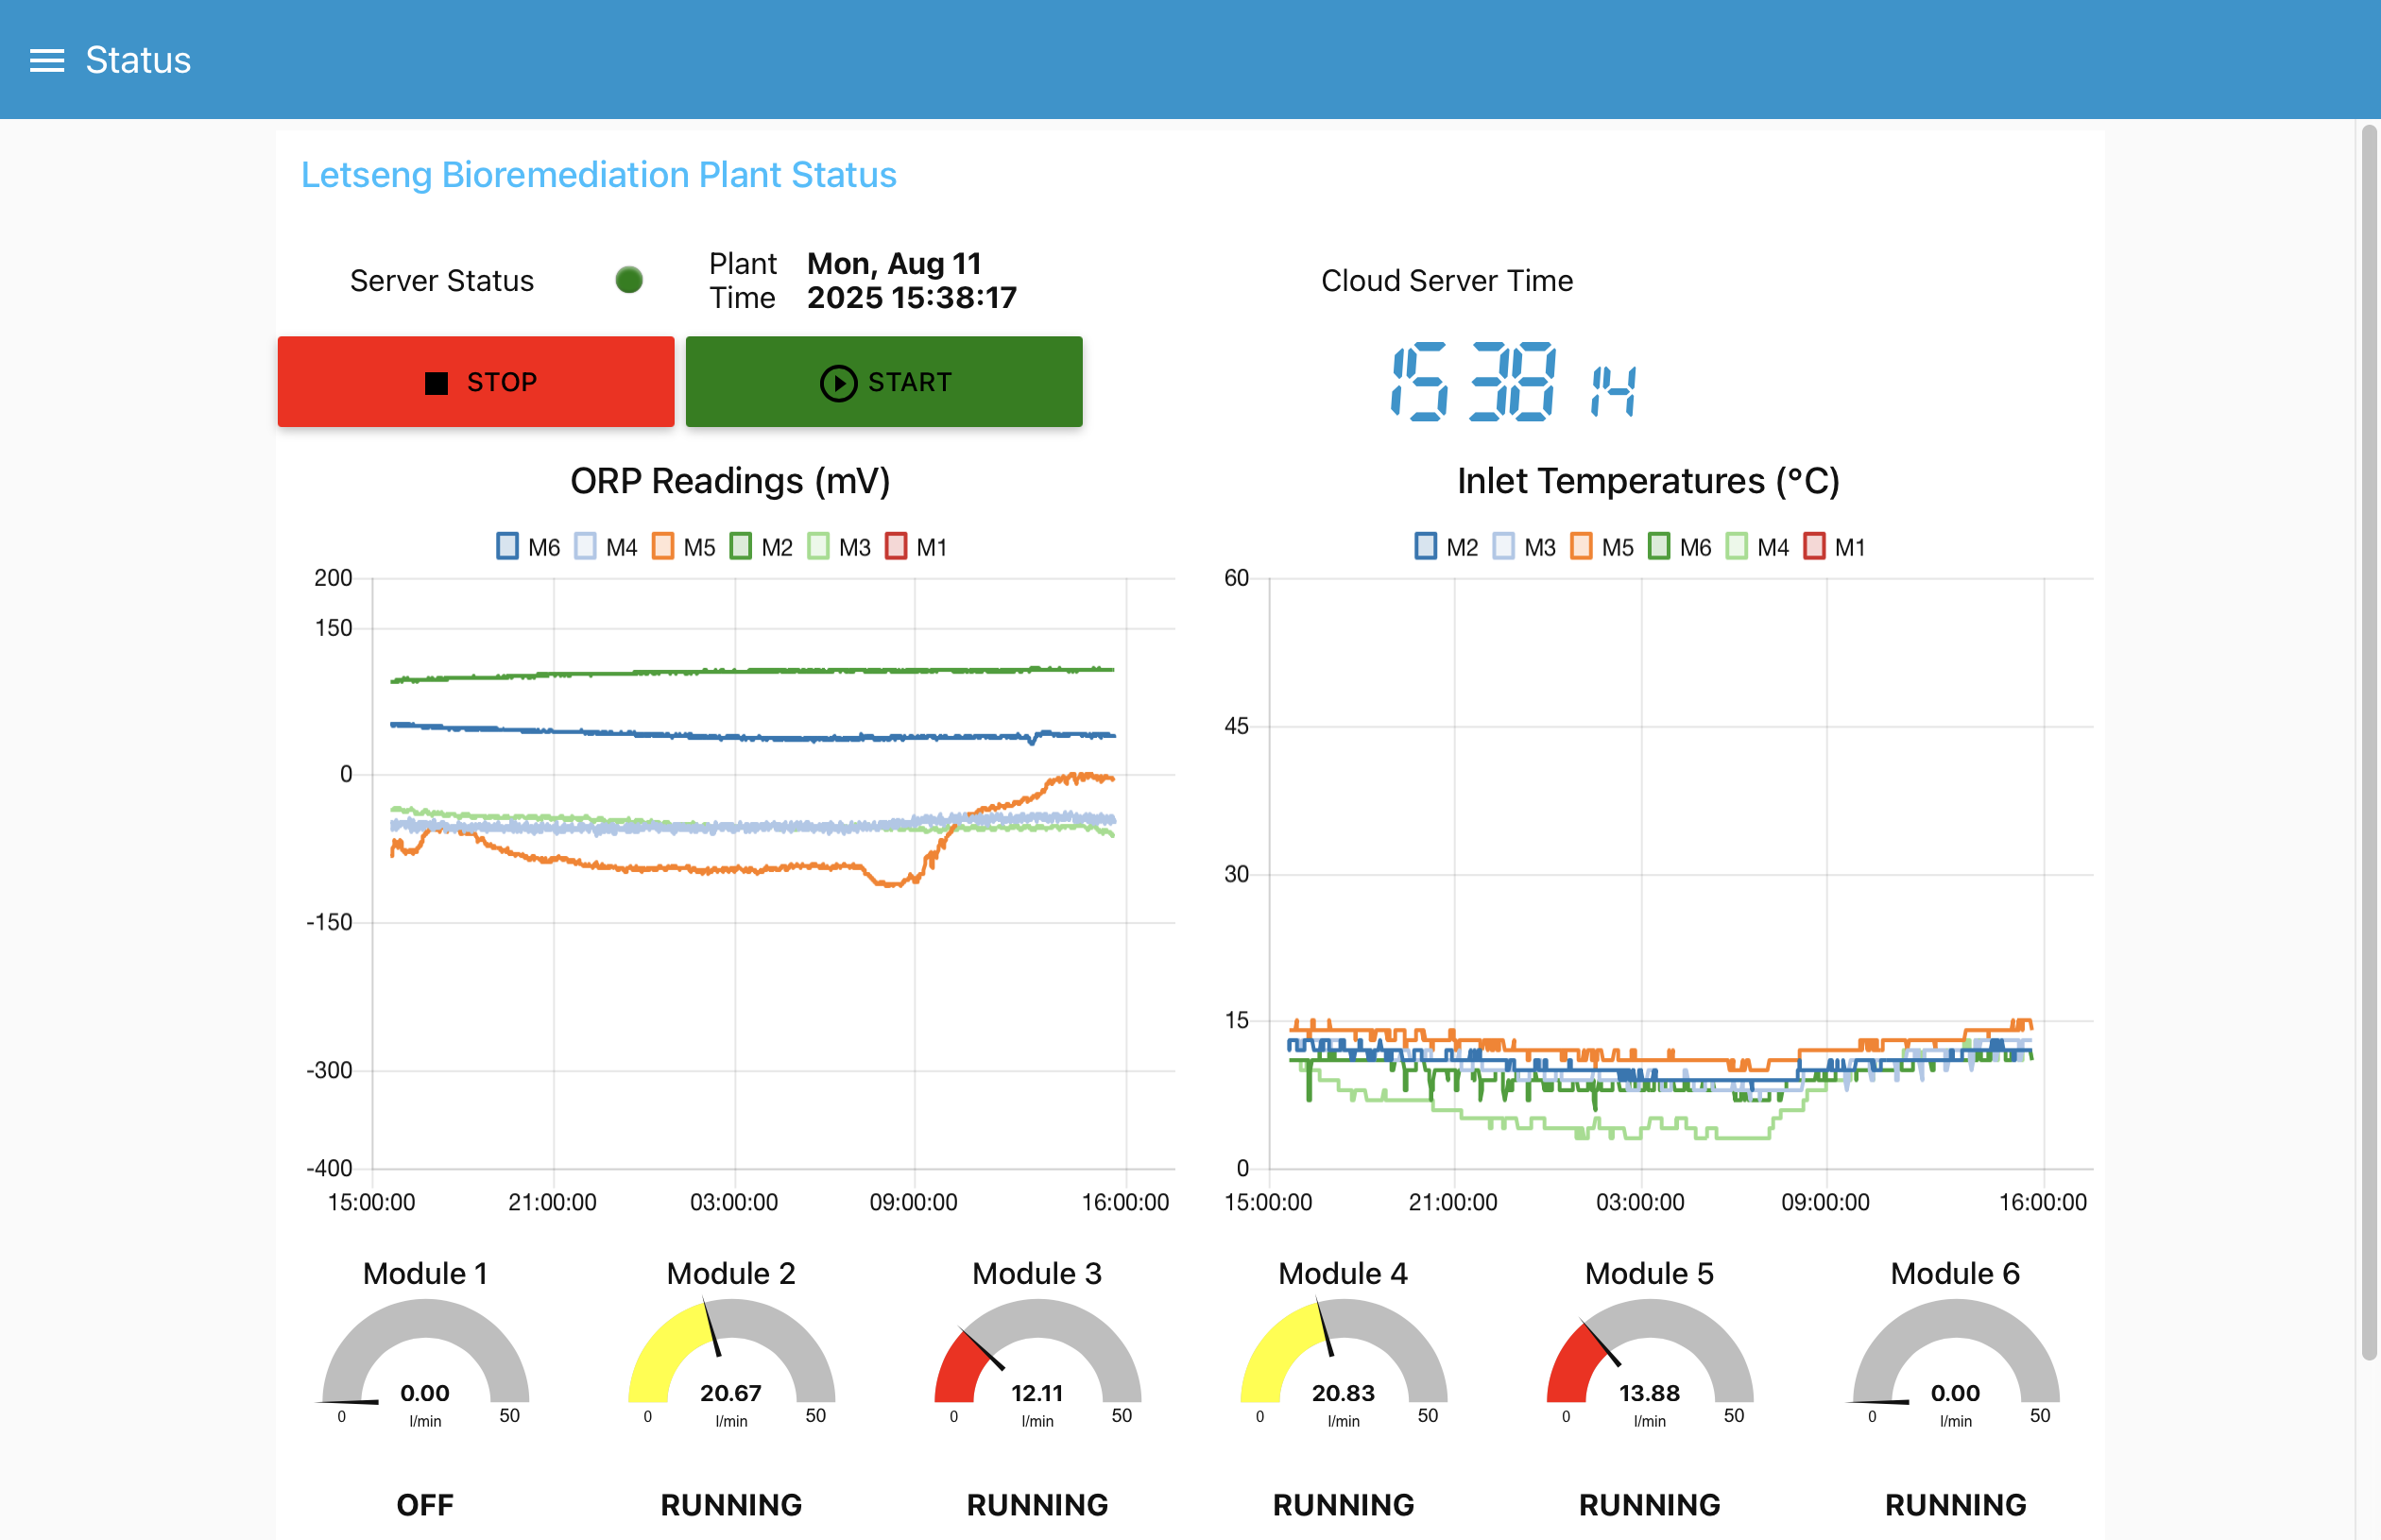 Status
Letseng Bioremediation Plant Status
Server Status
Plant Time
Mon, Aug 11
2025 15:38:17
Cloud Server Time
15 38 14
STOP
START
ORP Readings (mV)
M6 M4 M5 M2 M3 M1
200
150
0
-150
-300
-400
15:00:00 21:00:00 03:00:00 09:00:00 16:00:00
Inlet Temperatures (°C)
M2 M3 M5 M6 M4 M1
60
45
30
15
0
15:00:00 21:00:00 03:00:00 09:00:00 16:00:00
Module 1
0.00
0 l/min 50
OFF
Module 2
20.67
0 l/min 50
RUNNING
Module 3
12.11
0 l/min 50
RUNNING
Module 4
20.83
0 l/min 50
RUNNING
Module 5
13.88
0 l/min 50
RUNNING
Module 6
0.00
0 l/min 50
RUNNING